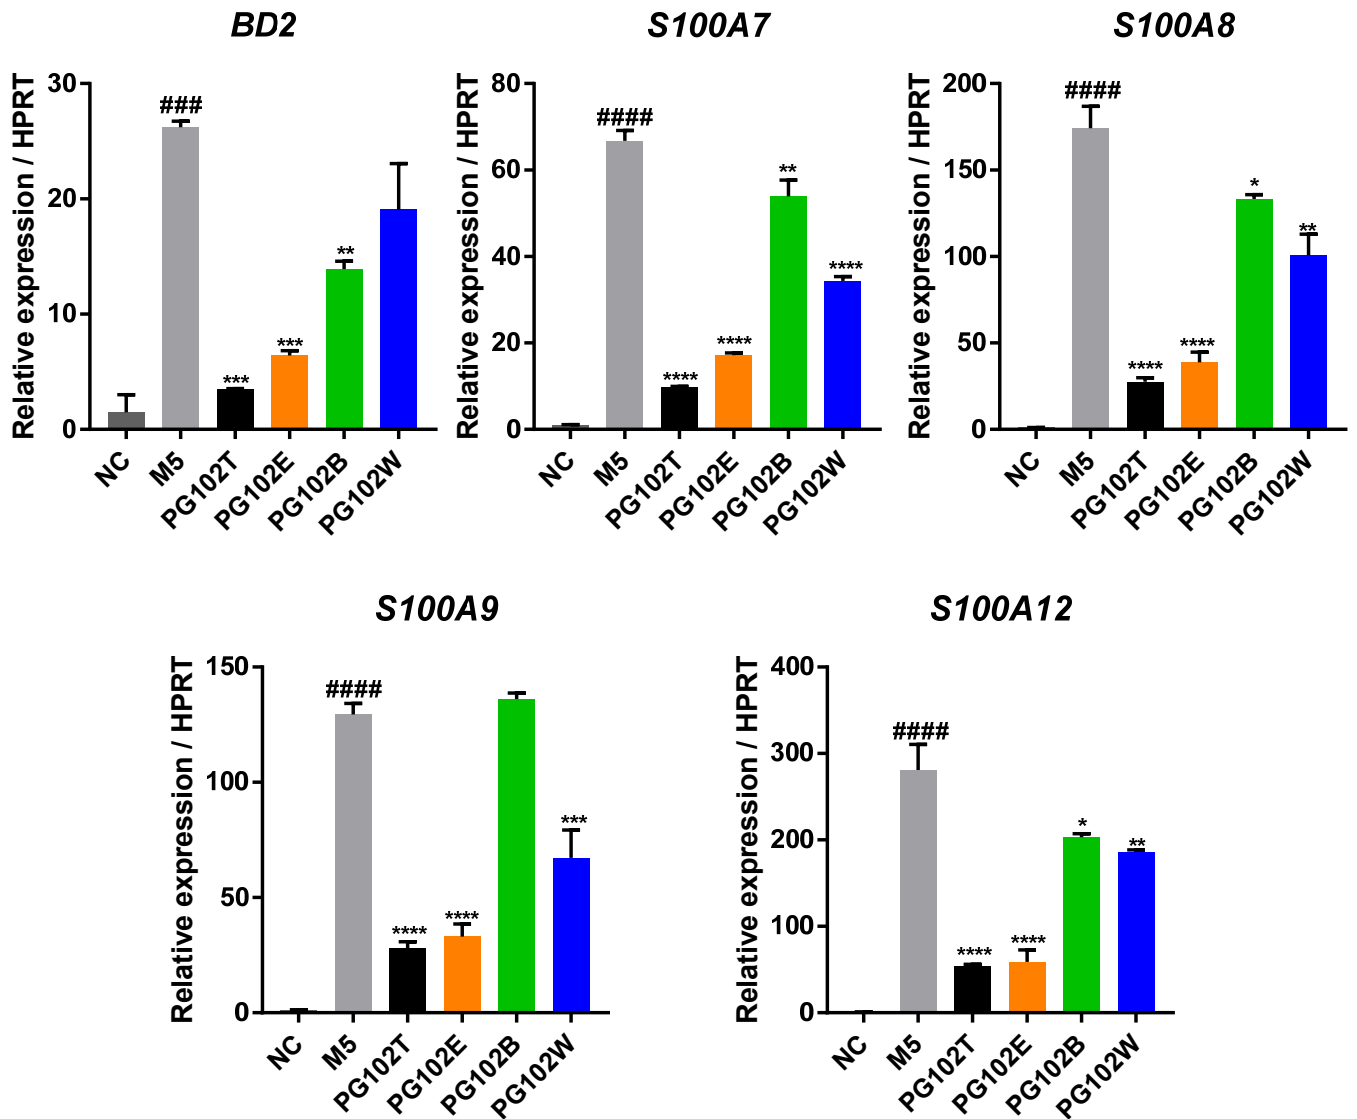 BD2
Relative expression / HPRT
30
20
10
0
###
***
***
**
NC
M5
PG102T
PG102E
PG102B
PG102W
S100A7
Relative expression / HPRT
80
60
40
20
0
####
****
****
**
****
NC
M5
PG102T
PG102E
PG102B
PG102W
S100A8
Relative expression / HPRT
200
150
100
50
0
####
****
****
*
**
NC
M5
PG102T
PG102E
PG102B
PG102W
S100A9
Relative expression / HPRT
150
100
50
0
####
****
****
***
NC
M5
PG102T
PG102E
PG102B
PG102W
S100A12
Relative expression / HPRT
400
300
200
100
0
####
****
****
*
**
NC
M5
PG102T
PG102E
PG102B
PG102W